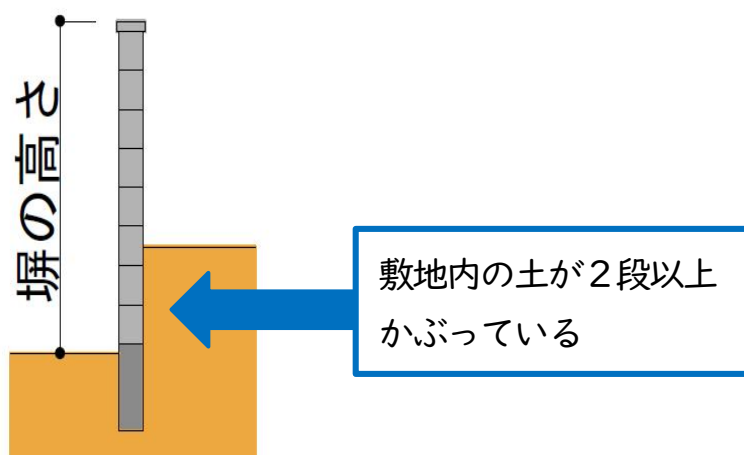 塀の高さ
敷地内の土が２段以上
かぶっている